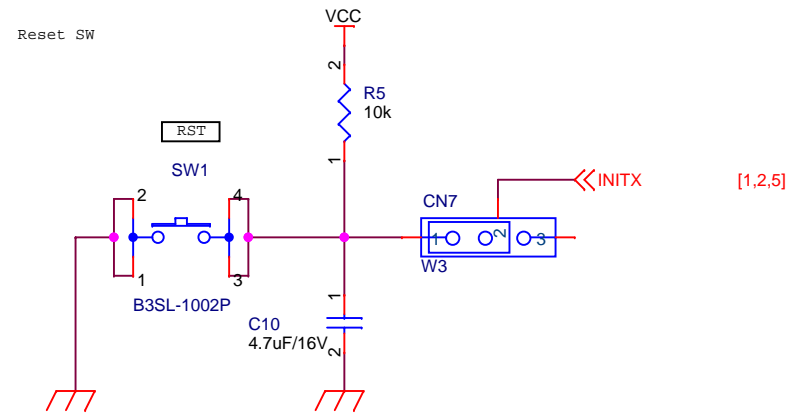 VCC
Reset SW
2
R5
10k
RST
1
SW1
INITX [1,2,5]
2 4
CN7
1 2 3
W3
1 3
B3SL-1002P
1
C10
4.7uF/16V
2